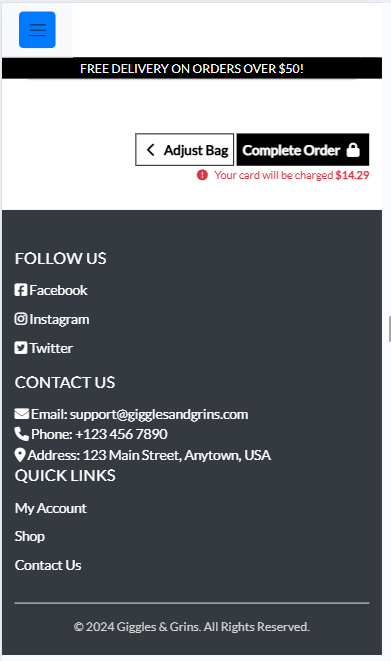 FREE DELIVERY ON ORDERS OVER $50!
Adjust Bag Complete Order
Your card will be charged $14.29
FOLLOW US
Facebook
Instagram
Twitter
CONTACT US
Email: support@gigglesandgrins.com
Phone: +123 456 7890
Address: 123 Main Street, Anytown, USA
QUICK LINKS
My Account
Shop
Contact Us
© 2024 Giggles & Grins. All Rights Reserved.